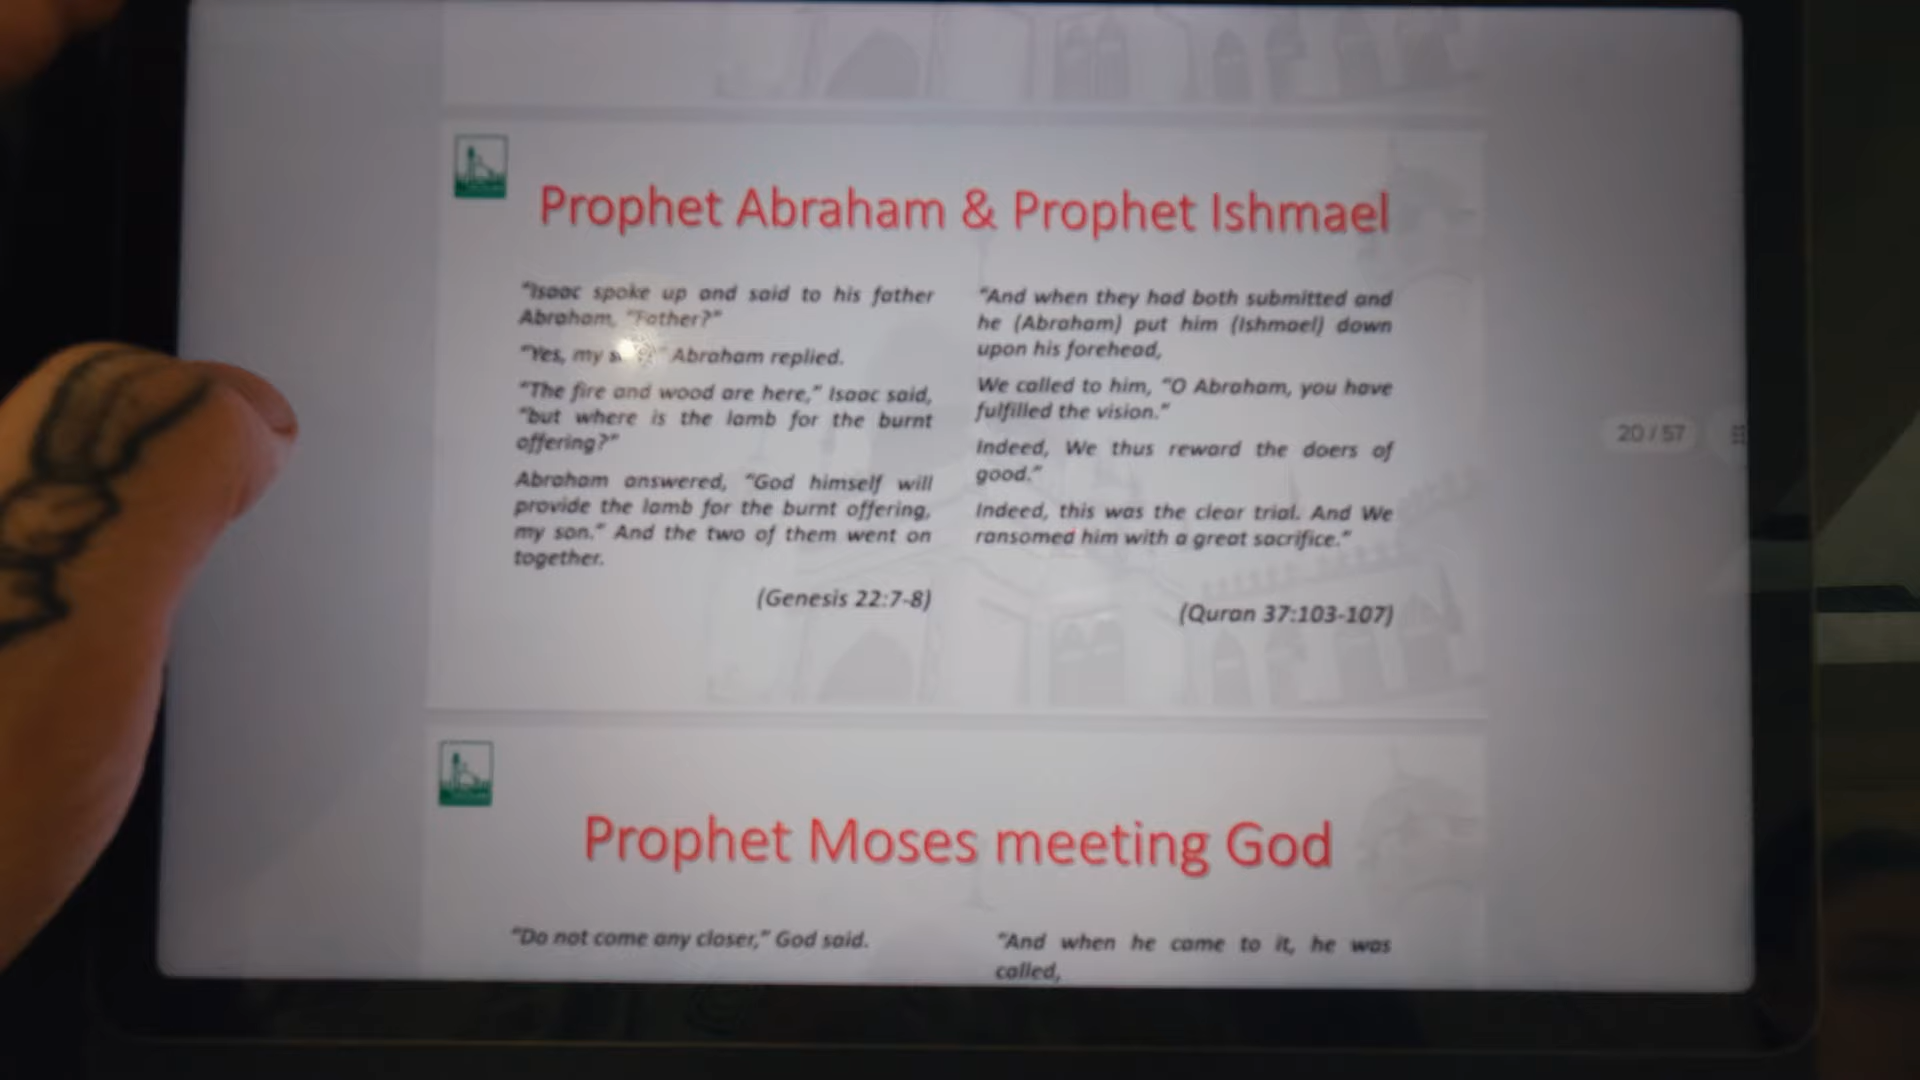 Prophet Abraham & Prophet Ishmael
"Isaac spoke up and said to his father
Abraham, "Father?"
"Yes, my Abraham replied.
"The fire and wood are here," Isaac said,
"but where is the lamb for the burnt
offering?"
Abraham answered, "God himself will
provide the lamb for the burnt offering,
my son." And the two of them went on
together.
(Genesis 22:7-8)
"And when they had both submitted and
he (Abraham) put him (Ishmael) down
upon his forehead,
We called to him, "O Abraham, you have
fulfilled the vision."
Indeed, We thus reward the doers of
good."
Indeed, this was the clear trial. And We
ransomed him with a great sacrifice."
(Quran 37:103-107)
20 / 57
Prophet Moses meeting God
"Do not come any closer," God said.
"And when he came to it, he was
called,